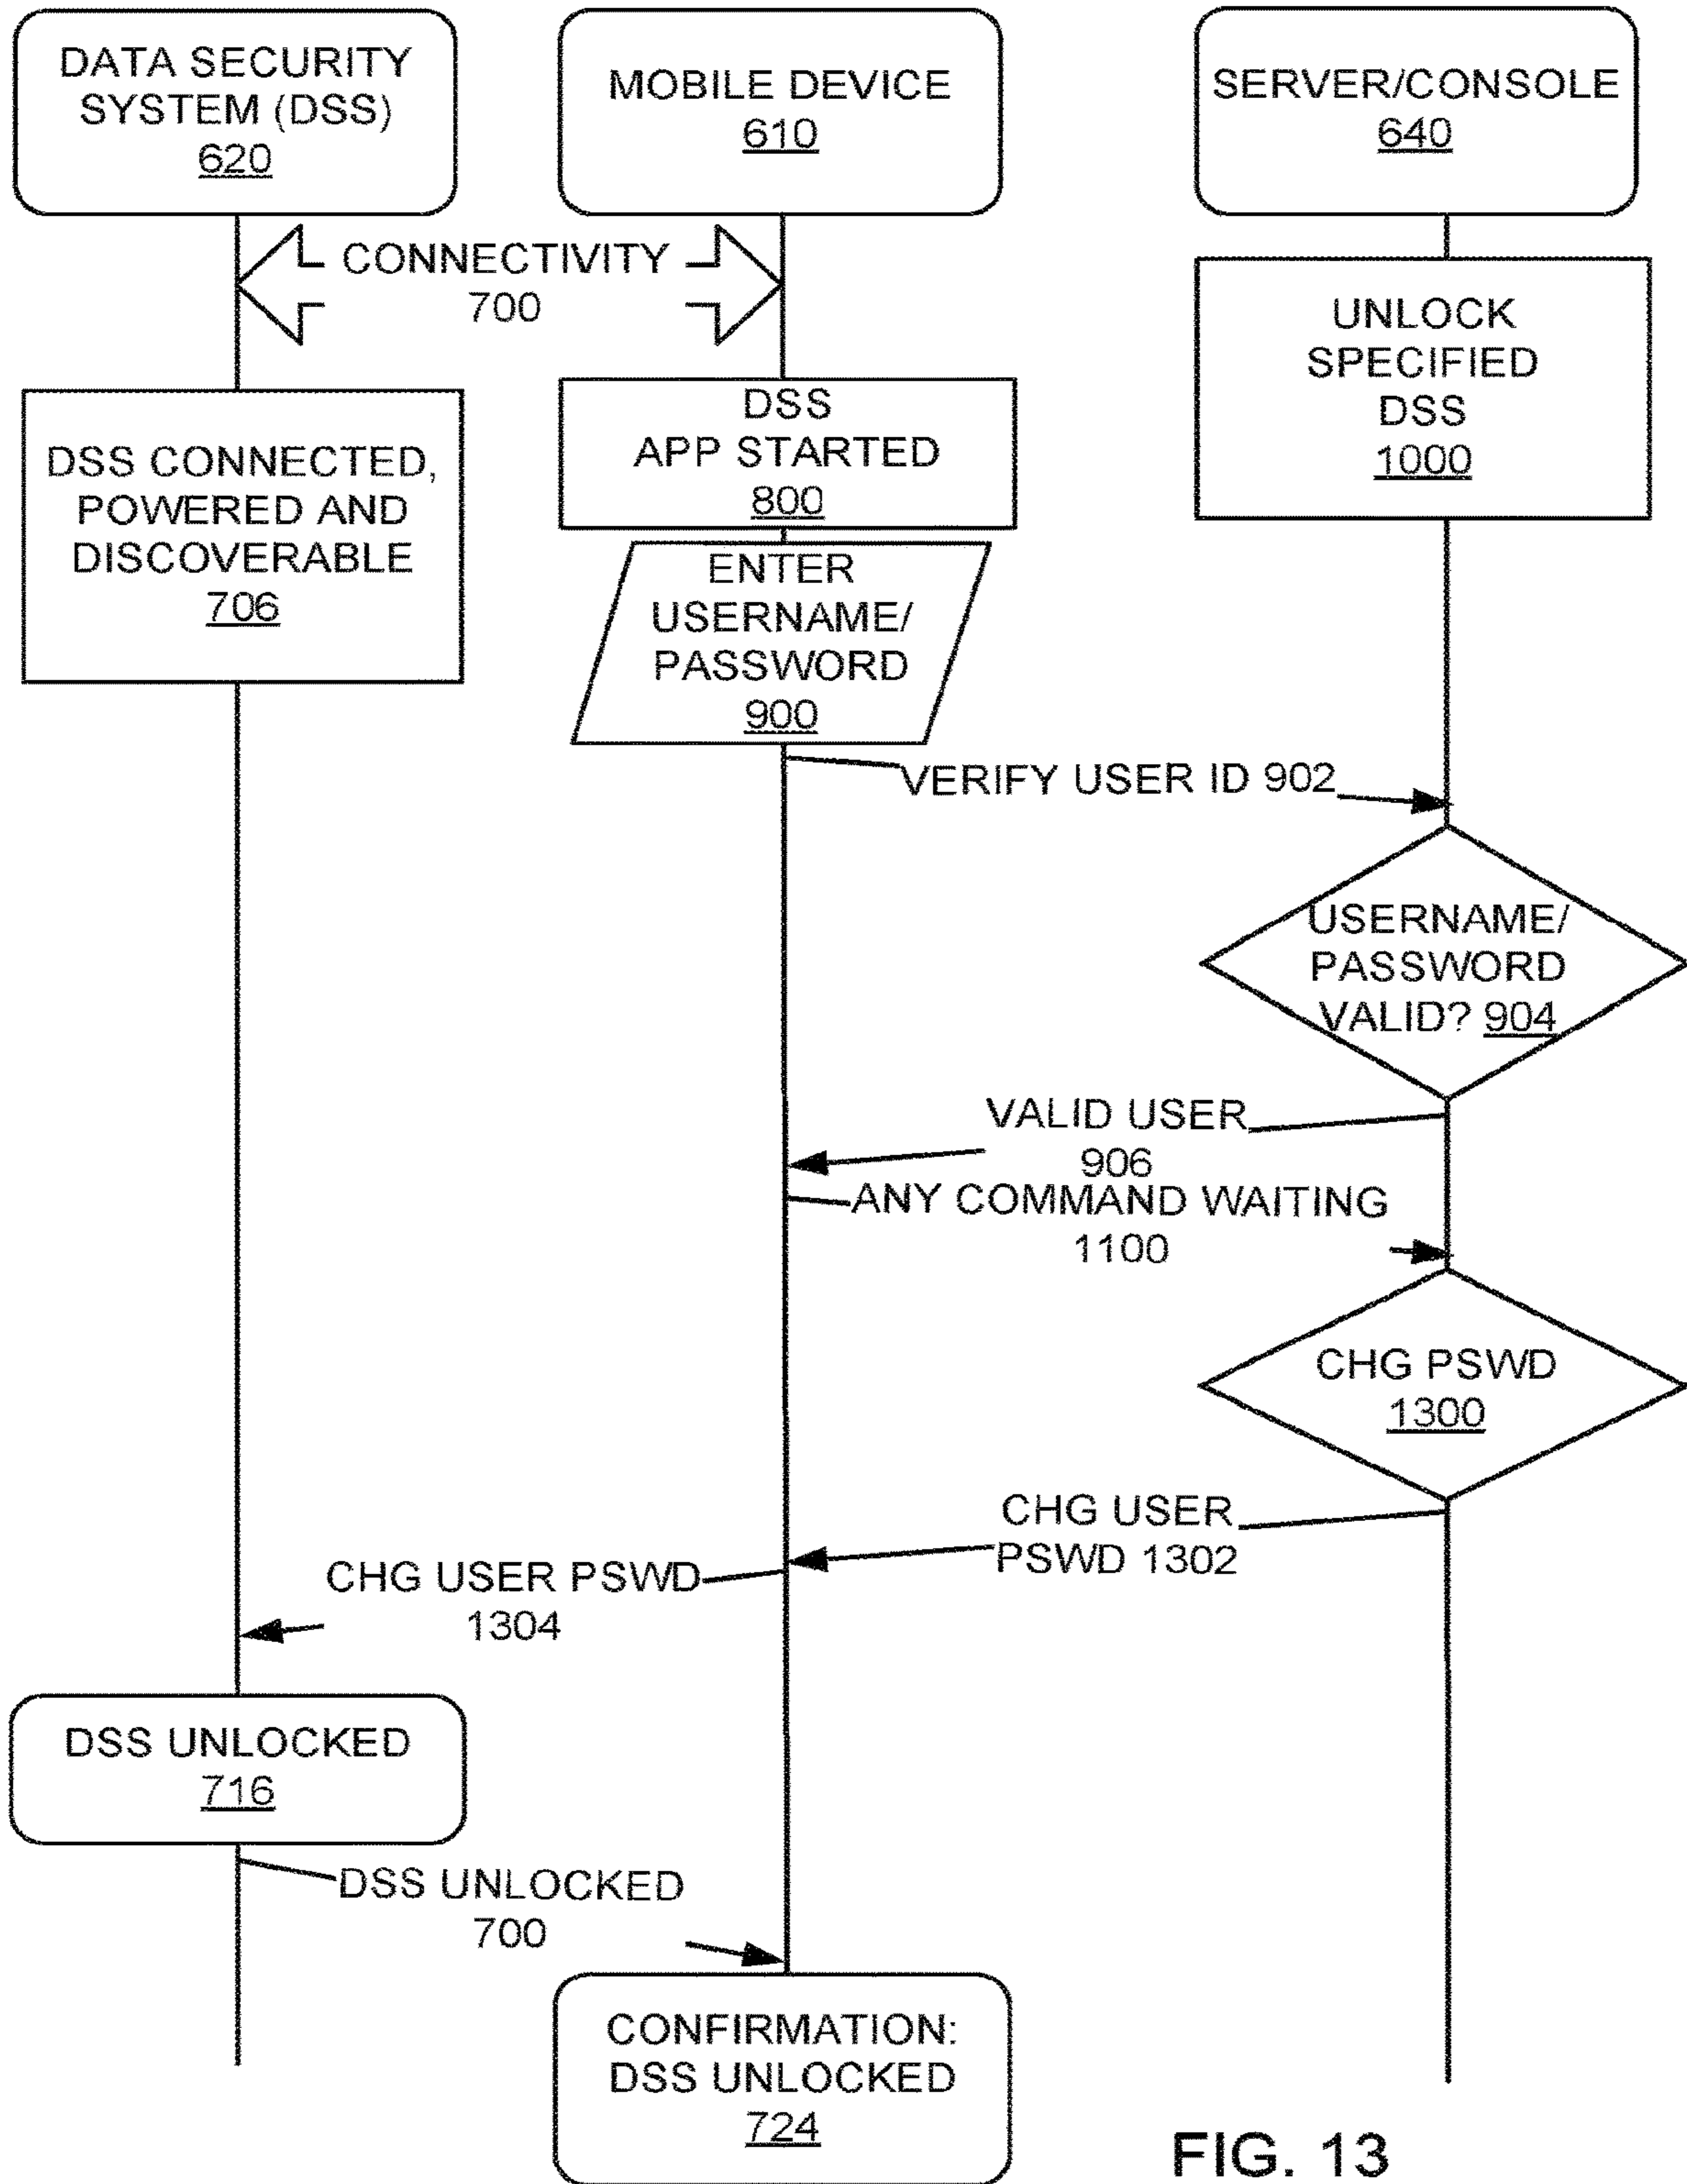 DATA SECURITY
SYSTEM (DSS)
620
MOBILE DEVICE
610
SERVER/CONSOLE
640
CONNECTIVITY
700
UNLOCK
SPECIFIED
DSS
1000
DSS CONNECTED,
POWERED AND
DISCOVERABLE
706
DSS
APP STARTED
800
ENTER
USERNAME/
PASSWORD
900
VERIFY USER ID 902
USERNAME/
PASSWORD
VALID? 904
VALID USER
906
ANY COMMAND WAITING
1100
CHG PSWD
1300
CHG USER
PSWD 1302
CHG USER PSWD
1304
DSS UNLOCKED
716
DSS UNLOCKED
700
CONFIRMATION:
DSS UNLOCKED
724
FIG. 13